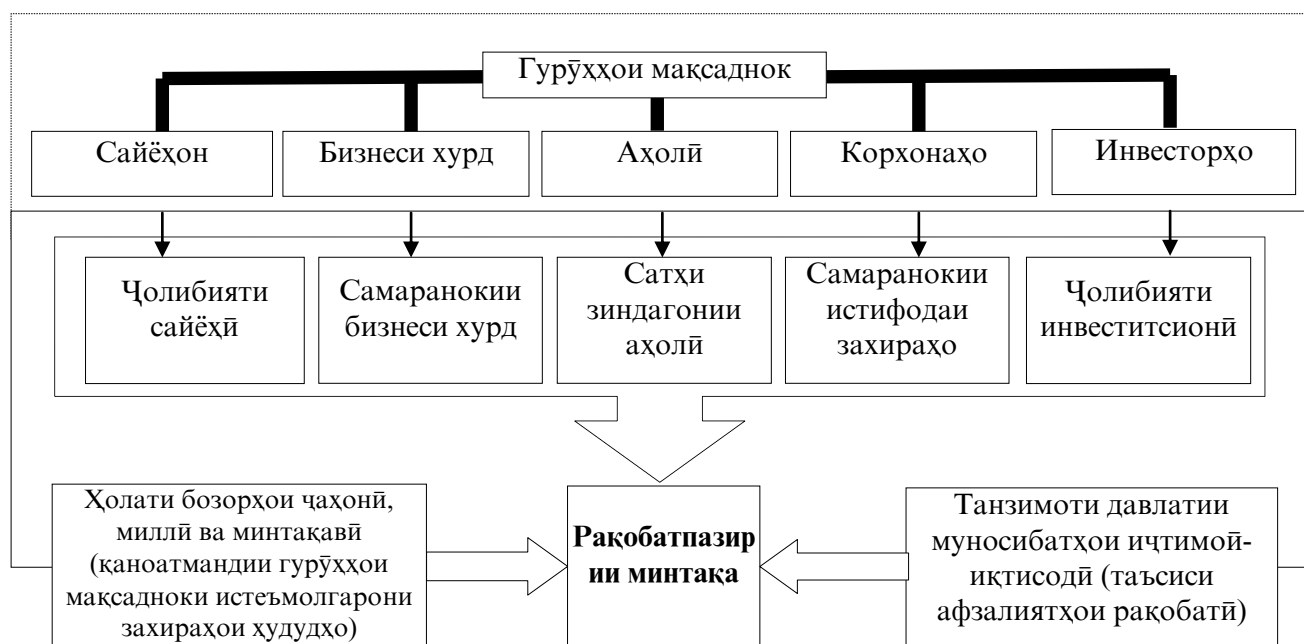 Гурӯҳҳои мақсаднок
Сайёҳон
Бизнеси хурд
Аҳолӣ
Корхонаҳо
Инвесторҳо
Ҷолибияти
сайёҳӣ
Самаранокии
бизнеси хурд
Сатҳи
зиндагонии
аҳолӣ
Самаранокии
истифодаи
захираҳо
Ҷолибияти
инвеститсионӣ
Ҳолати бозорҳои ҷаҳонӣ,
миллӣ ва минтақавӣ
(қаноатмандии гурӯҳҳои
мақсадноки истеъмолгарони
захираҳои ҳудудҳо)
Рақобатпазир
ии минтақа
Танзимоти давлатии
муносибатҳои иҷтимоӣ-
иқтисодӣ (таъсиси
афзалиятҳои рақобатӣ)